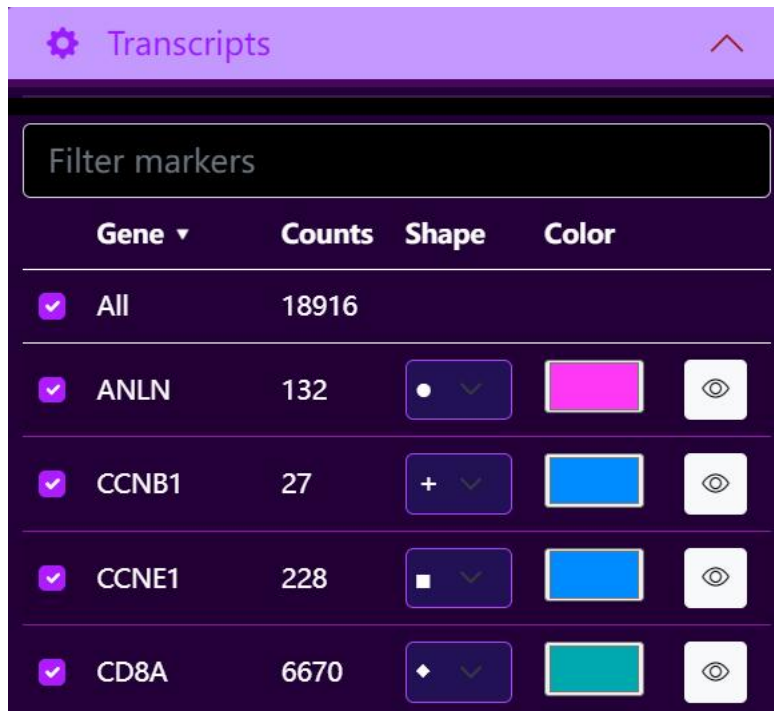 Transcripts
Filter markers
Gene ▼ Counts Shape Color
All 18916
ANLN 132
CCNB1 27
CCNE1 228
CD8A 6670